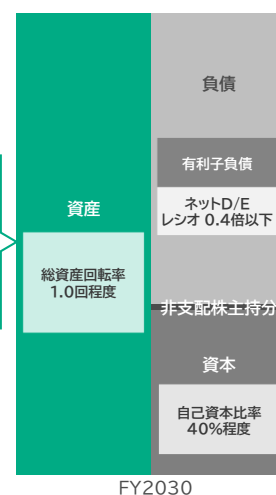 負債
有利子負債
ネットD/E
レシオ 0.4倍以下
資産
総資産回転率
1.0回程度
非支配株主持分
資本
自己資本比率
40%程度
FY2030